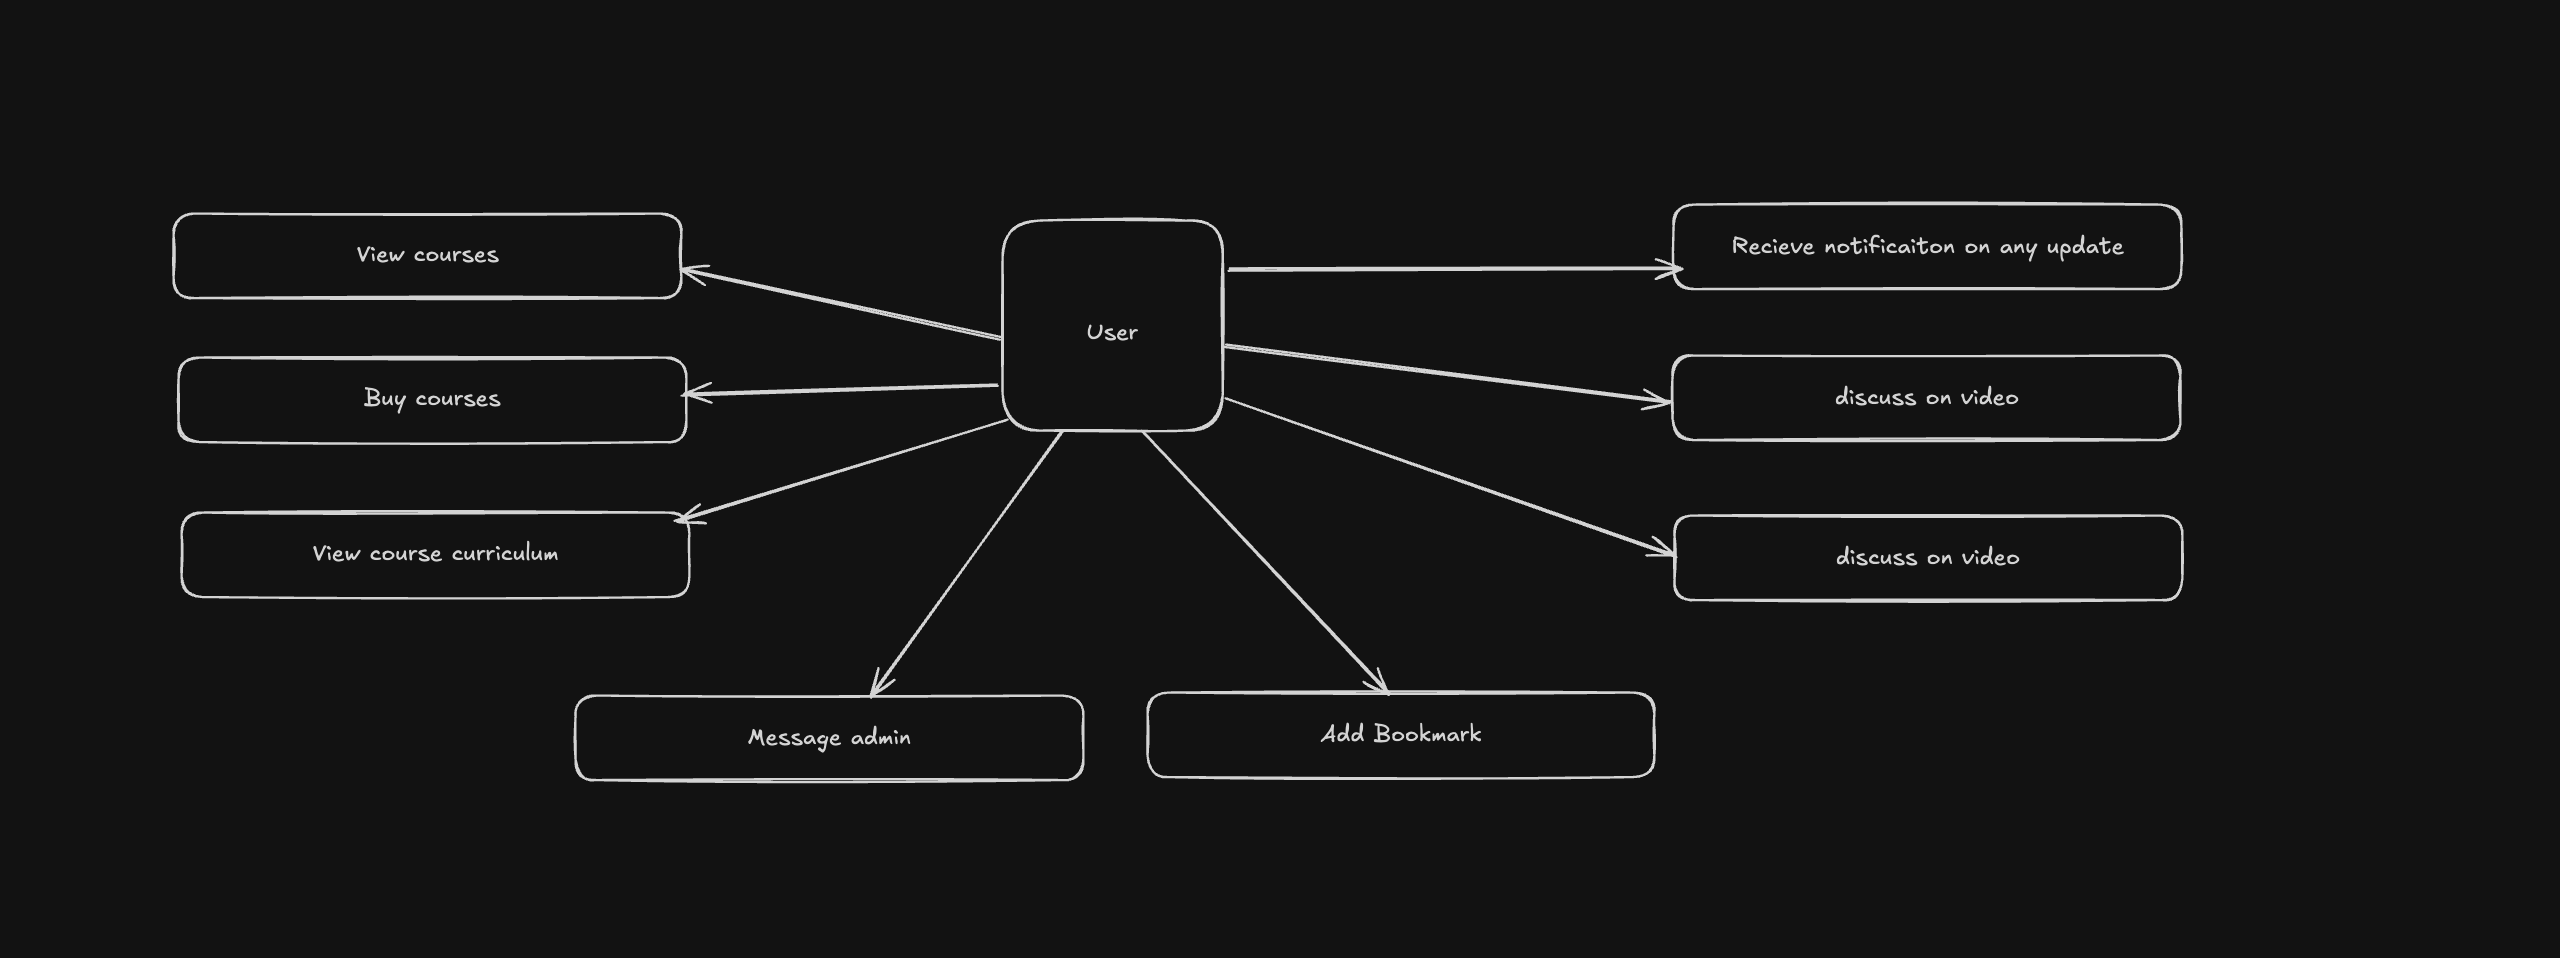 View courses
User
Recieve notificaiton on any update
Buy courses
discuss on video
View course curriculum
discuss on video
Message admin
Add Bookmark